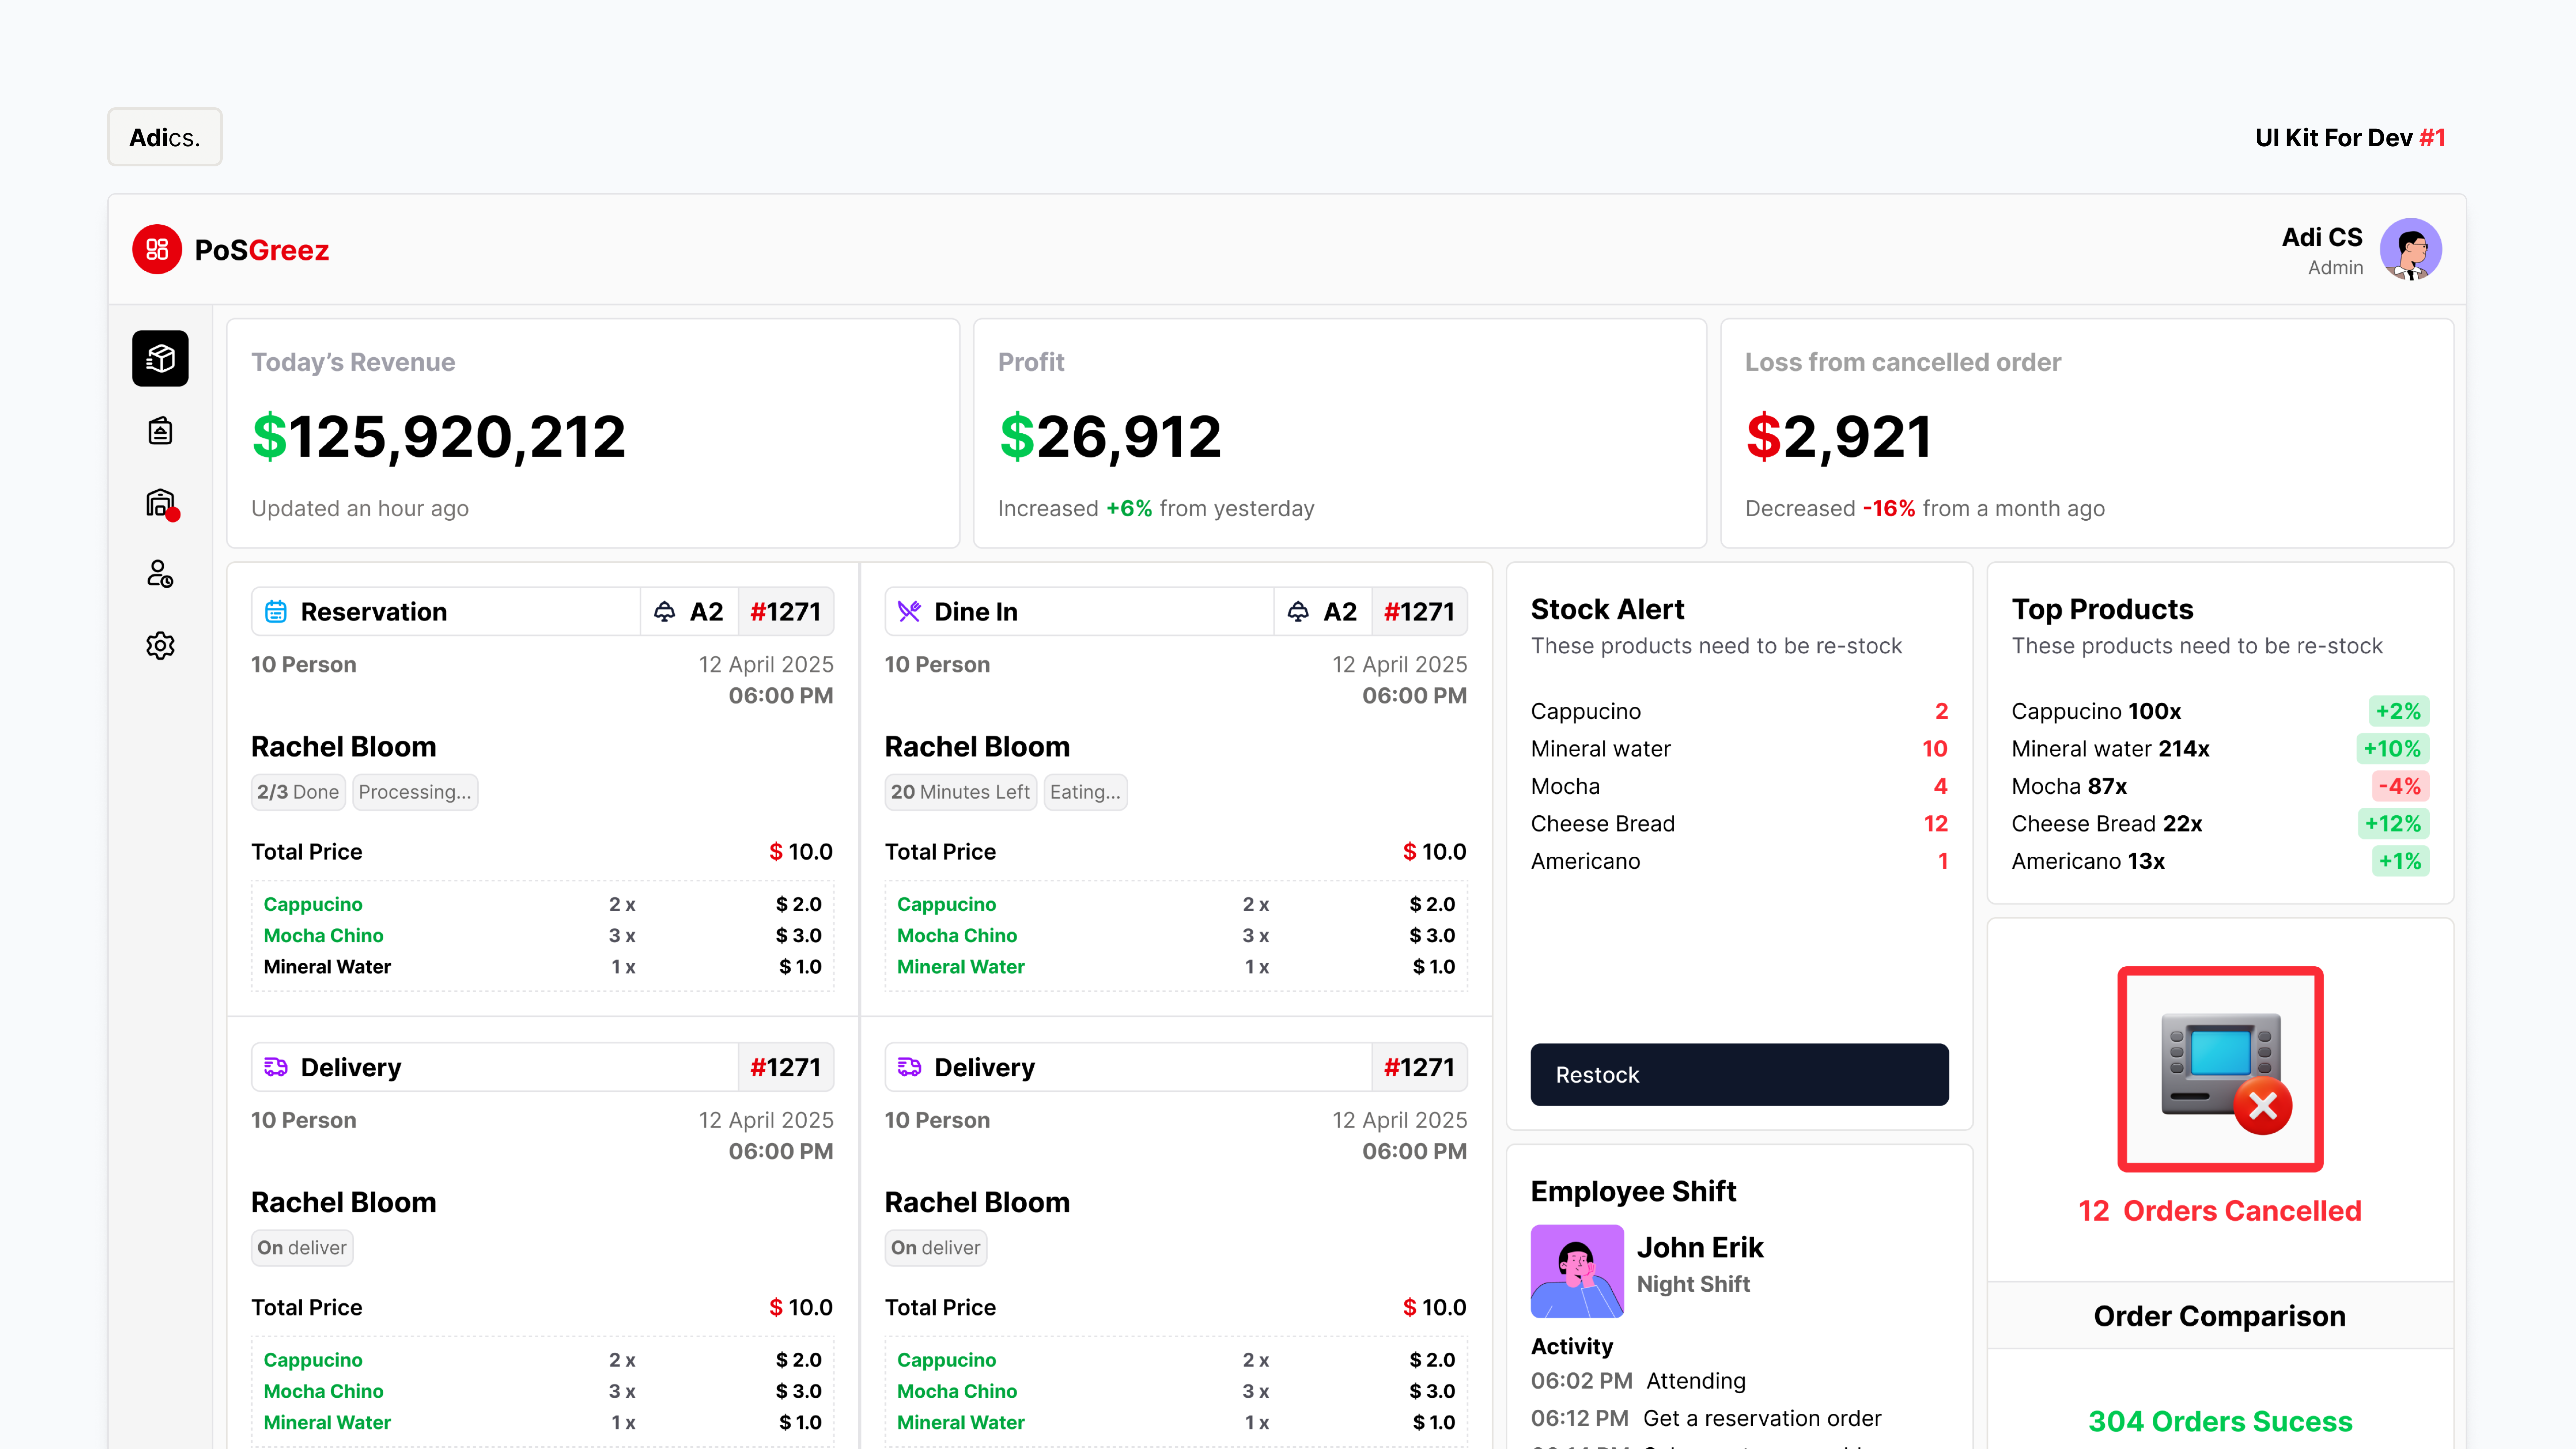 Adics.
UI Kit For Dev #1
PoSGreez
Adi CS
Admin
Today’s Revenue
$125,920,212
Updated an hour ago
Profit
$26,912
Increased +6% from yesterday
Loss from cancelled order
$2,921
Decreased -16% from a month ago
Reservation A2 #1271
10 Person 12 April 2025
06:00 PM
Rachel Bloom
2/3 Done Processing...
Total Price $ 10.0
Cappucino 2 x $ 2.0
Mocha Chino 3 x $ 3.0
Mineral Water 1 x $ 1.0
Dine In A2 #1271
10 Person 12 April 2025
06:00 PM
Rachel Bloom
20 Minutes Left Eating...
Total Price $ 10.0
Cappucino 2 x $ 2.0
Mocha Chino 3 x $ 3.0
Mineral Water 1 x $ 1.0
Delivery #1271
10 Person 12 April 2025
06:00 PM
Rachel Bloom
On deliver
Total Price $ 10.0
Cappucino 2 x $ 2.0
Mocha Chino 3 x $ 3.0
Mineral Water 1 x $ 1.0
Delivery #1271
10 Person 12 April 2025
06:00 PM
Rachel Bloom
On deliver
Total Price $ 10.0
Cappucino 2 x $ 2.0
Mocha Chino 3 x $ 3.0
Mineral Water 1 x $ 1.0
Stock Alert
These products need to be re-stock
Cappucino 2
Mineral water 10
Mocha 4
Cheese Bread 12
Americano 1
Restock
Employee Shift
John Erik
Night Shift
Activity
06:02 PM Attending
06:12 PM Get a reservation order
Top Products
These products need to be re-stock
Cappucino 100x +2%
Mineral water 214x +10%
Mocha 87x -4%
Cheese Bread 22x +12%
Americano 13x +1%
12 Orders Cancelled
Order Comparison
304 Orders Sucess